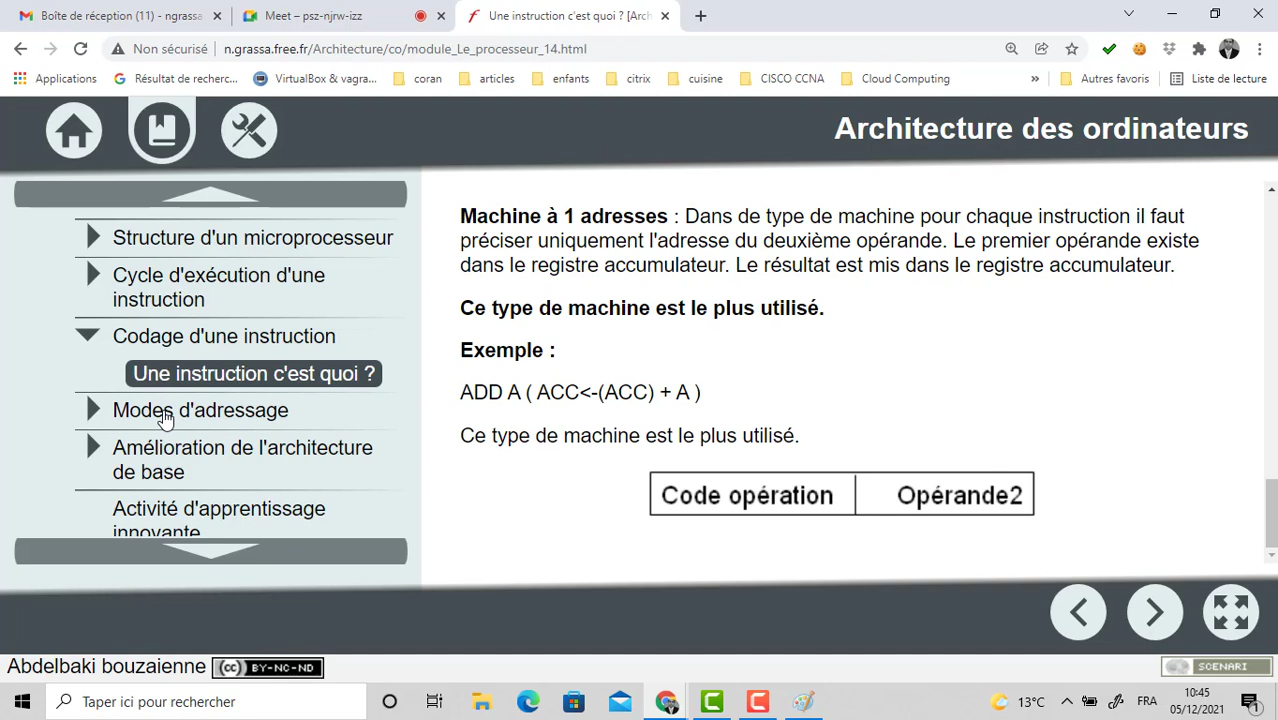 Boîte de réception (11) - ngrassa
Meet – psz-njrw-izz
Une instruction c'est quoi ? [Arch
Non sécurisé
n.grassa.free.fr/Architecture/co/module_Le_processeur_14.html
Applications
Résultat de recherc...
VirtualBox & vagra...
coran
articles
enfants
citrix
cuisine
CISCO CCNA
Cloud Computing
»
Autres favoris
Liste de lecture
Architecture des ordinateurs
Structure d'un microprocesseur
Cycle d'exécution d'une
instruction
Codage d'une instruction
Une instruction c'est quoi ?
Modes d'adressage
Amélioration de l'architecture
de base
Activité d'apprentissage
innovante
Machine à 1 adresses : Dans de type de machine pour chaque instruction il faut
préciser uniquement l'adresse du deuxième opérande. Le premier opérande existe
dans le registre accumulateur. Le résultat est mis dans le registre accumulateur.
Ce type de machine est le plus utilisé.
Exemple :
ADD A ( ACC<-(ACC) + A )
Ce type de machine est le plus utilisé.
Code opération
Opérande2
Abdelbaki bouzaienne
cc BY-NC-ND
SCENARI
Taper ici pour rechercher
13°C
FRA
10:45
05/12/2021
1